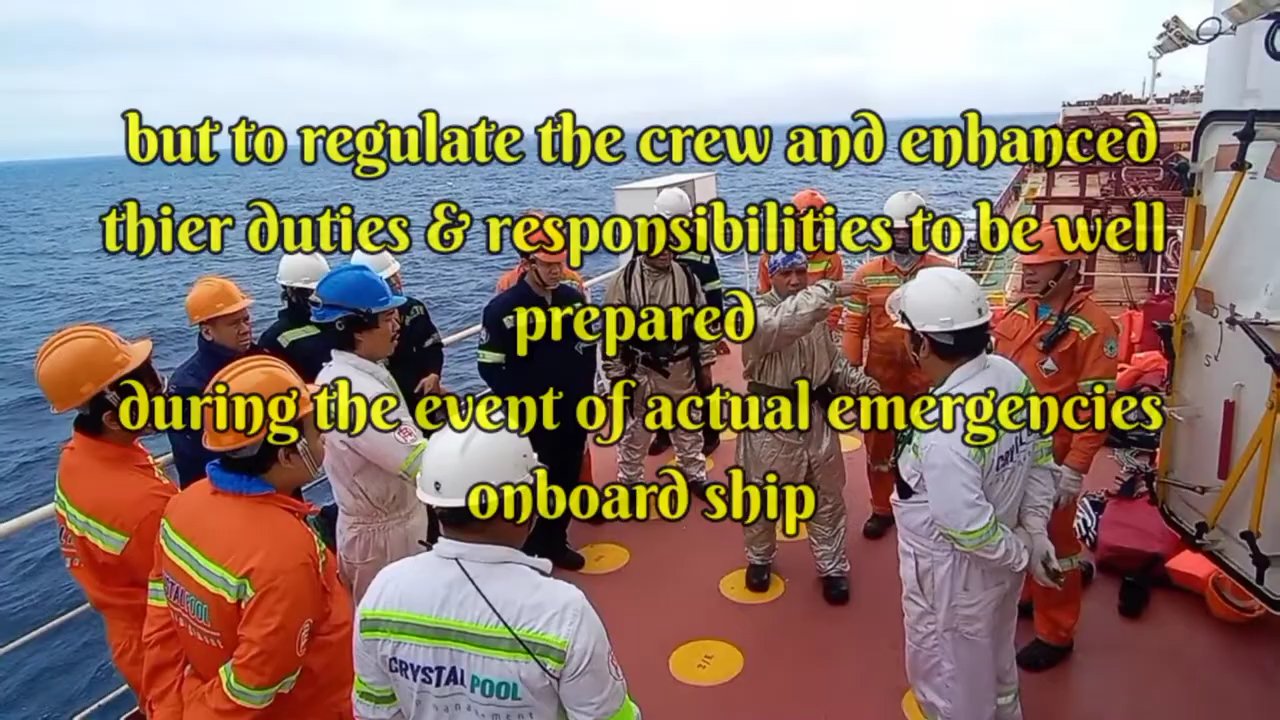 but to regulate the crew and enhanced
thier duties & responsibilities to be well
prepared
during the event of actual emergencies
onboard ship
CRYSTAL POOL